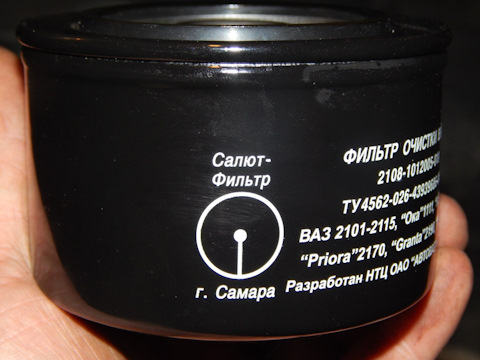 Салют-
Фильтр
г. Самара
ФИЛЬТР ОЧИСТКИ
2108-1012005-
ТУ4562-026-
ВАЗ 2101-2115, "Ока"1111,
"Priora"2170, "Granta"
Разработан НТЦ ОАО